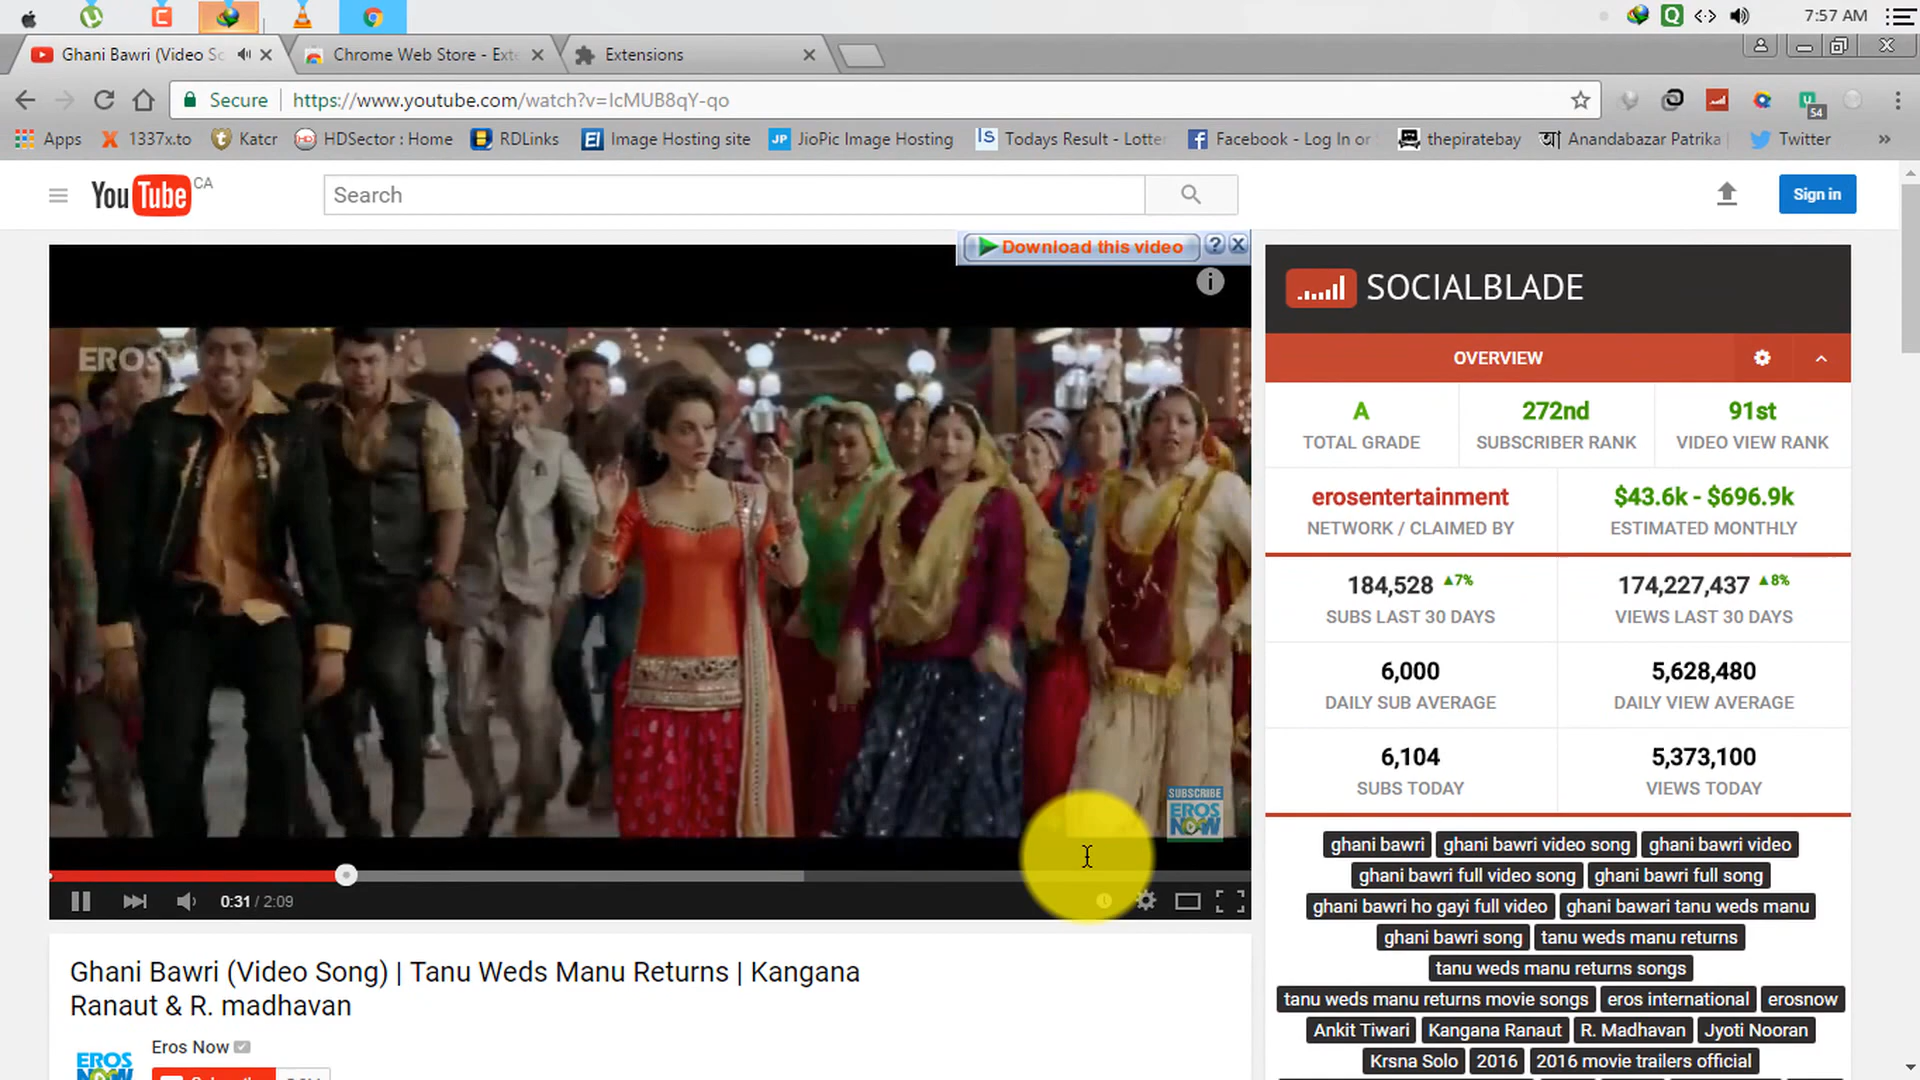 7:57 AM
Ghani Bawri (Video So
Chrome Web Store - Exte
Extensions
Secure
https://www.youtube.com/watch?v=IcMUB8qY-qo
54
Apps
1337x.to
Katcr
HDSector : Home
RDLinks
Image Hosting site
JioPic Image Hosting
Todays Result - Lotter
Facebook - Log In or
thepiratebay
Anandabazar Patrika
Twitter
YouTube CA
Search
Sign in
Download this video
SOCIALBLADE
OVERVIEW
A
272nd
91st
TOTAL GRADE
SUBSCRIBER RANK
VIDEO VIEW RANK
erosentertainment
$43.6k - $696.9k
NETWORK / CLAIMED BY
ESTIMATED MONTHLY
184,528 ▲7%
174,227,437 ▲8%
SUBS LAST 30 DAYS
VIEWS LAST 30 DAYS
6,000
5,628,480
DAILY SUB AVERAGE
DAILY VIEW AVERAGE
6,104
5,373,100
SUBS TODAY
VIEWS TODAY
ghani bawri
ghani bawri video song
ghani bawri video
ghani bawri full video song
ghani bawri full song
ghani bawri ho gayi full video
ghani bawari tanu weds manu
ghani bawri song
tanu weds manu returns
tanu weds manu returns songs
tanu weds manu returns movie songs
eros international
erosnow
Ankit Tiwari
Kangana Ranaut
R. Madhavan
Jyoti Nooran
Krsna Solo
2016
2016 movie trailers official
EROS
SUBSCRIBE
EROS
NOW
0:31 / 2:09
Ghani Bawri (Video Song) | Tanu Weds Manu Returns | Kangana
Ranaut & R. madhavan
Eros Now
EROS